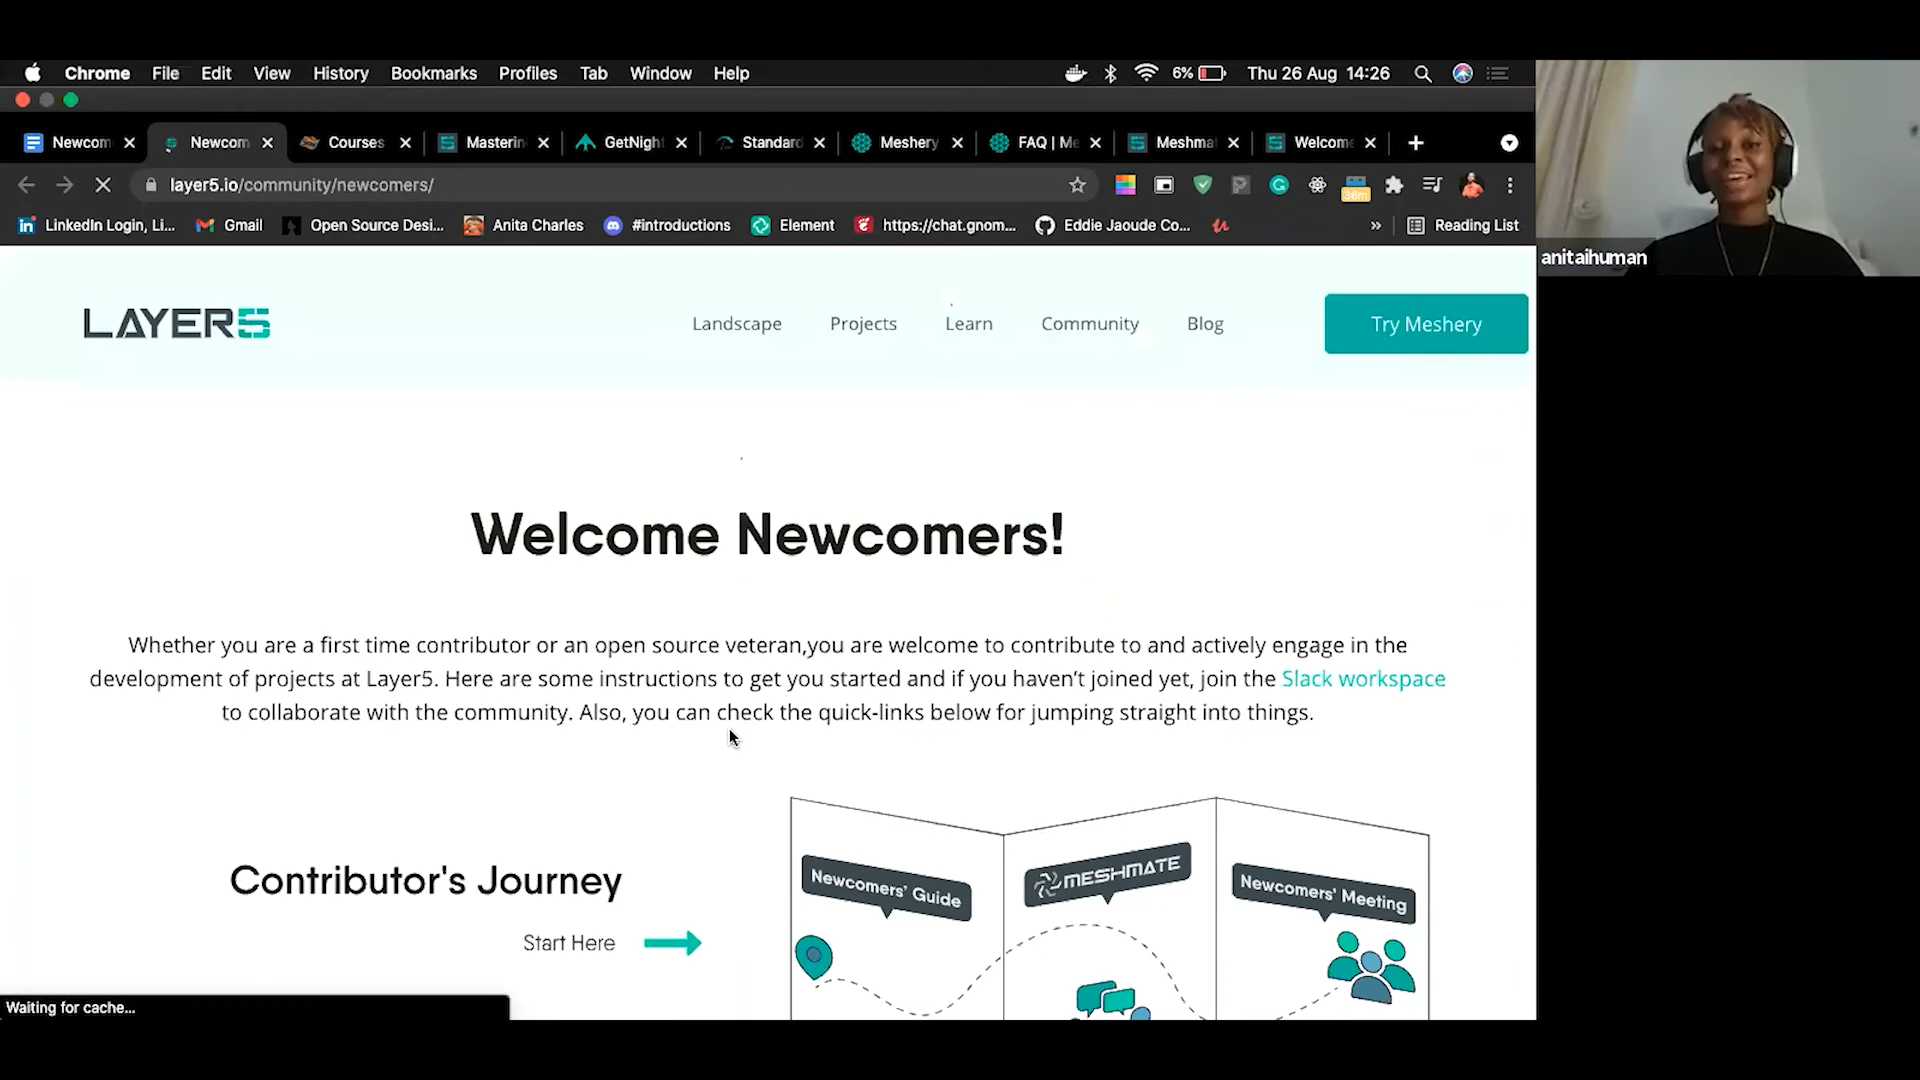 Chrome File Edit View History Bookmarks Profiles Tab Window Help 6% Thu 26 Aug 14:26
Newcom Newcom Courses Masterin GetNight Standard Meshery FAQ | Me Meshmat Welcome
layer5.io/community/newcomers/
36m
LinkedIn Login, Li... Gmail Open Source Desi... Anita Charles #introductions Element https://chat.gnom... Eddie Jaoude Co... » Reading List
anitaihuman
LAYER5 Landscape Projects Learn Community Blog Try Meshery
Welcome Newcomers!
Whether you are a first time contributor or an open source veteran,you are welcome to contribute to and actively engage in the
development of projects at Layer5. Here are some instructions to get you started and if you haven't joined yet, join the Slack workspace
to collaborate with the community. Also, you can check the quick-links below for jumping straight into things.
Contributor's Journey
Start Here
Newcomers' Guide
MESHMATE
Newcomers' Meeting
Waiting for cache...